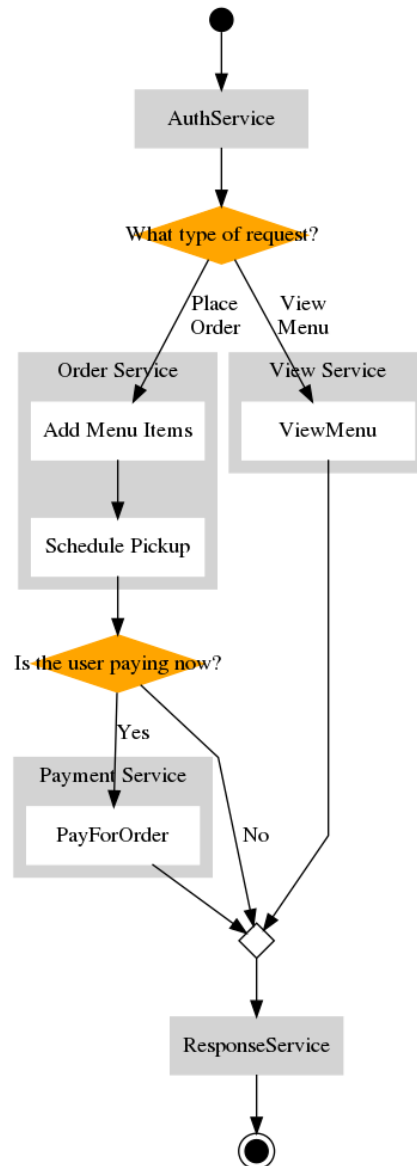 AuthService
What type of request?
Place
Order
View
Menu
Order Service
View Service
Add Menu Items
ViewMenu
Schedule Pickup
Is the user paying now?
Yes
Payment Service
PayForOrder
No
ResponseService